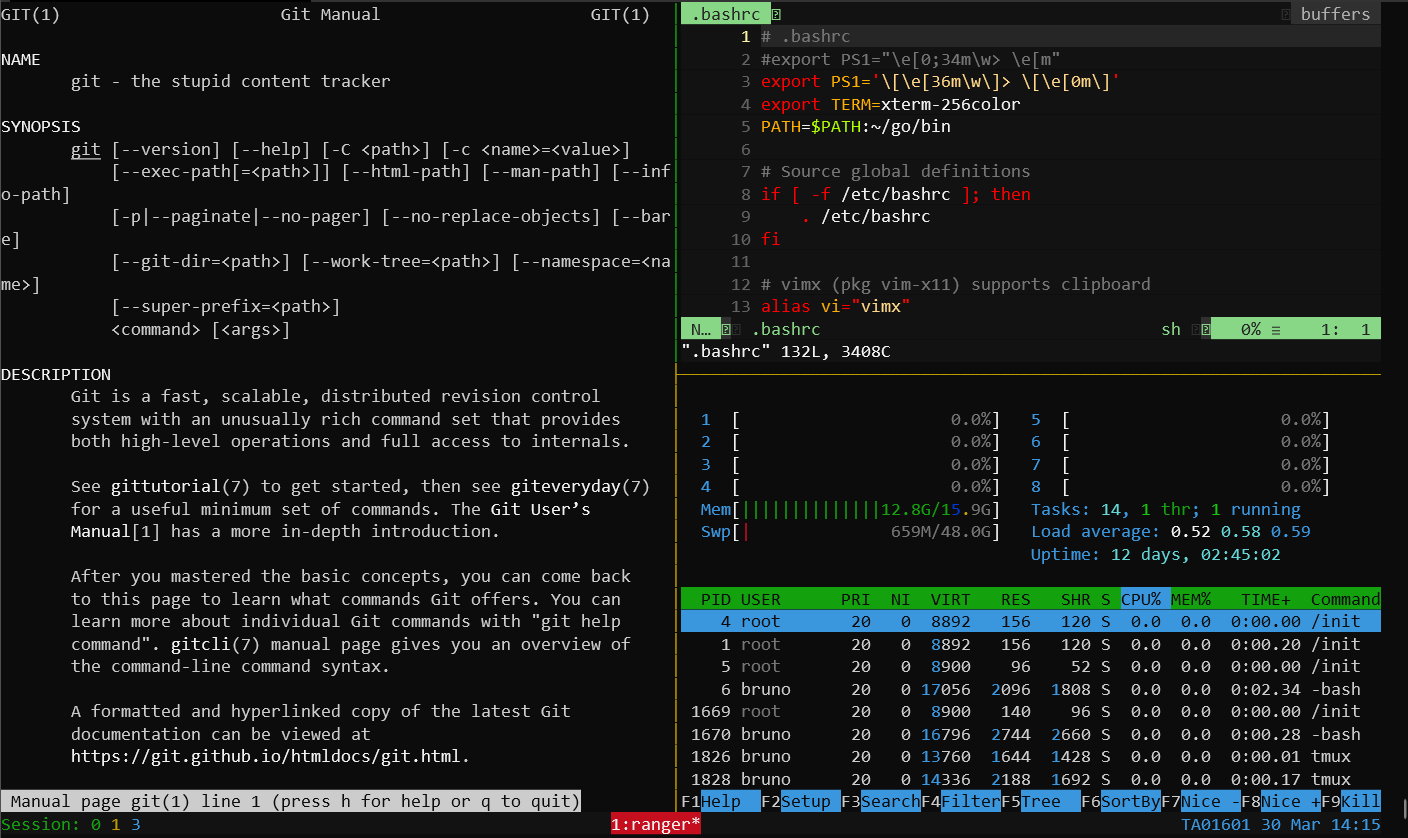 GIT(1) Git Manual GIT(1)
NAME
git - the stupid content tracker
SYNOPSIS
git [--version] [--help] [-C <path>] [-c <name>=<value>]
[--exec-path[=<path>]] [--html-path] [--man-path] [--inf
o-path]
[-p|--paginate|--no-pager] [--no-replace-objects] [--bar
e]
[--git-dir=<path>] [--work-tree=<path>] [--namespace=<na
me>]
[--super-prefix=<path>]
<command> [<args>]
DESCRIPTION
Git is a fast, scalable, distributed revision control
system with an unusually rich command set that provides
both high-level operations and full access to internals.
See gittutorial(7) to get started, then see giteveryday(7)
for a useful minimum set of commands. The Git User’s
Manual[1] has a more in-depth introduction.
After you mastered the basic concepts, you can come back
to this page to learn what commands Git offers. You can
learn more about individual Git commands with "git help
command". gitcli(7) manual page gives you an overview of
the command-line command syntax.
A formatted and hyperlinked copy of the latest Git
documentation can be viewed at
https://git.github.io/htmldocs/git.html.
Manual page git(1) line 1 (press h for help or q to quit)
.bashrc buffers
1 # .bashrc
2 #export PS1="\e[0;34m\w> \e[m"
3 export PS1='\[\e[36m\w\]> \[\e[0m\]'
4 export TERM=xterm-256color
5 PATH=$PATH:~/go/bin
6
7 # Source global definitions
8 if [ -f /etc/bashrc ]; then
9 . /etc/bashrc
10 fi
11
12 # vimx (pkg vim-x11) supports clipboard
13 alias vi="vimx"
N… .bashrc sh 0% ≡ 1: 1
".bashrc" 132L, 3408C
1 [ 0.0%] 5 [ 0.0%]
2 [ 0.0%] 6 [ 0.0%]
3 [ 0.0%] 7 [ 0.0%]
4 [ 0.0%] 8 [ 0.0%]
Mem[||||||||||||||12.8G/15.9G] Tasks: 14, 1 thr; 1 running
Swp[| 659M/48.0G] Load average: 0.52 0.58 0.59
Uptime: 12 days, 02:45:02
PID USER PRI NI VIRT RES SHR S CPU% MEM% TIME+ Command
4 root 20 0 8892 156 120 S 0.0 0.0 0:00.00 /init
1 root 20 0 8892 156 120 S 0.0 0.0 0:00.20 /init
5 root 20 0 8900 96 52 S 0.0 0.0 0:00.00 /init
6 bruno 20 0 17056 2096 1808 S 0.0 0.0 0:02.34 -bash
1669 root 20 0 8900 140 96 S 0.0 0.0 0:00.00 /init
1670 bruno 20 0 16796 2744 2660 S 0.0 0.0 0:00.28 -bash
1826 bruno 20 0 13760 1644 1428 S 0.0 0.0 0:00.01 tmux
1828 bruno 20 0 14336 2188 1692 S 0.0 0.0 0:00.17 tmux
F1Help F2Setup F3SearchF4FilterF5Tree F6SortByF7Nice -F8Nice +F9Kill
Session: 0 1 3 1:ranger* TA01601 30 Mar 14:15